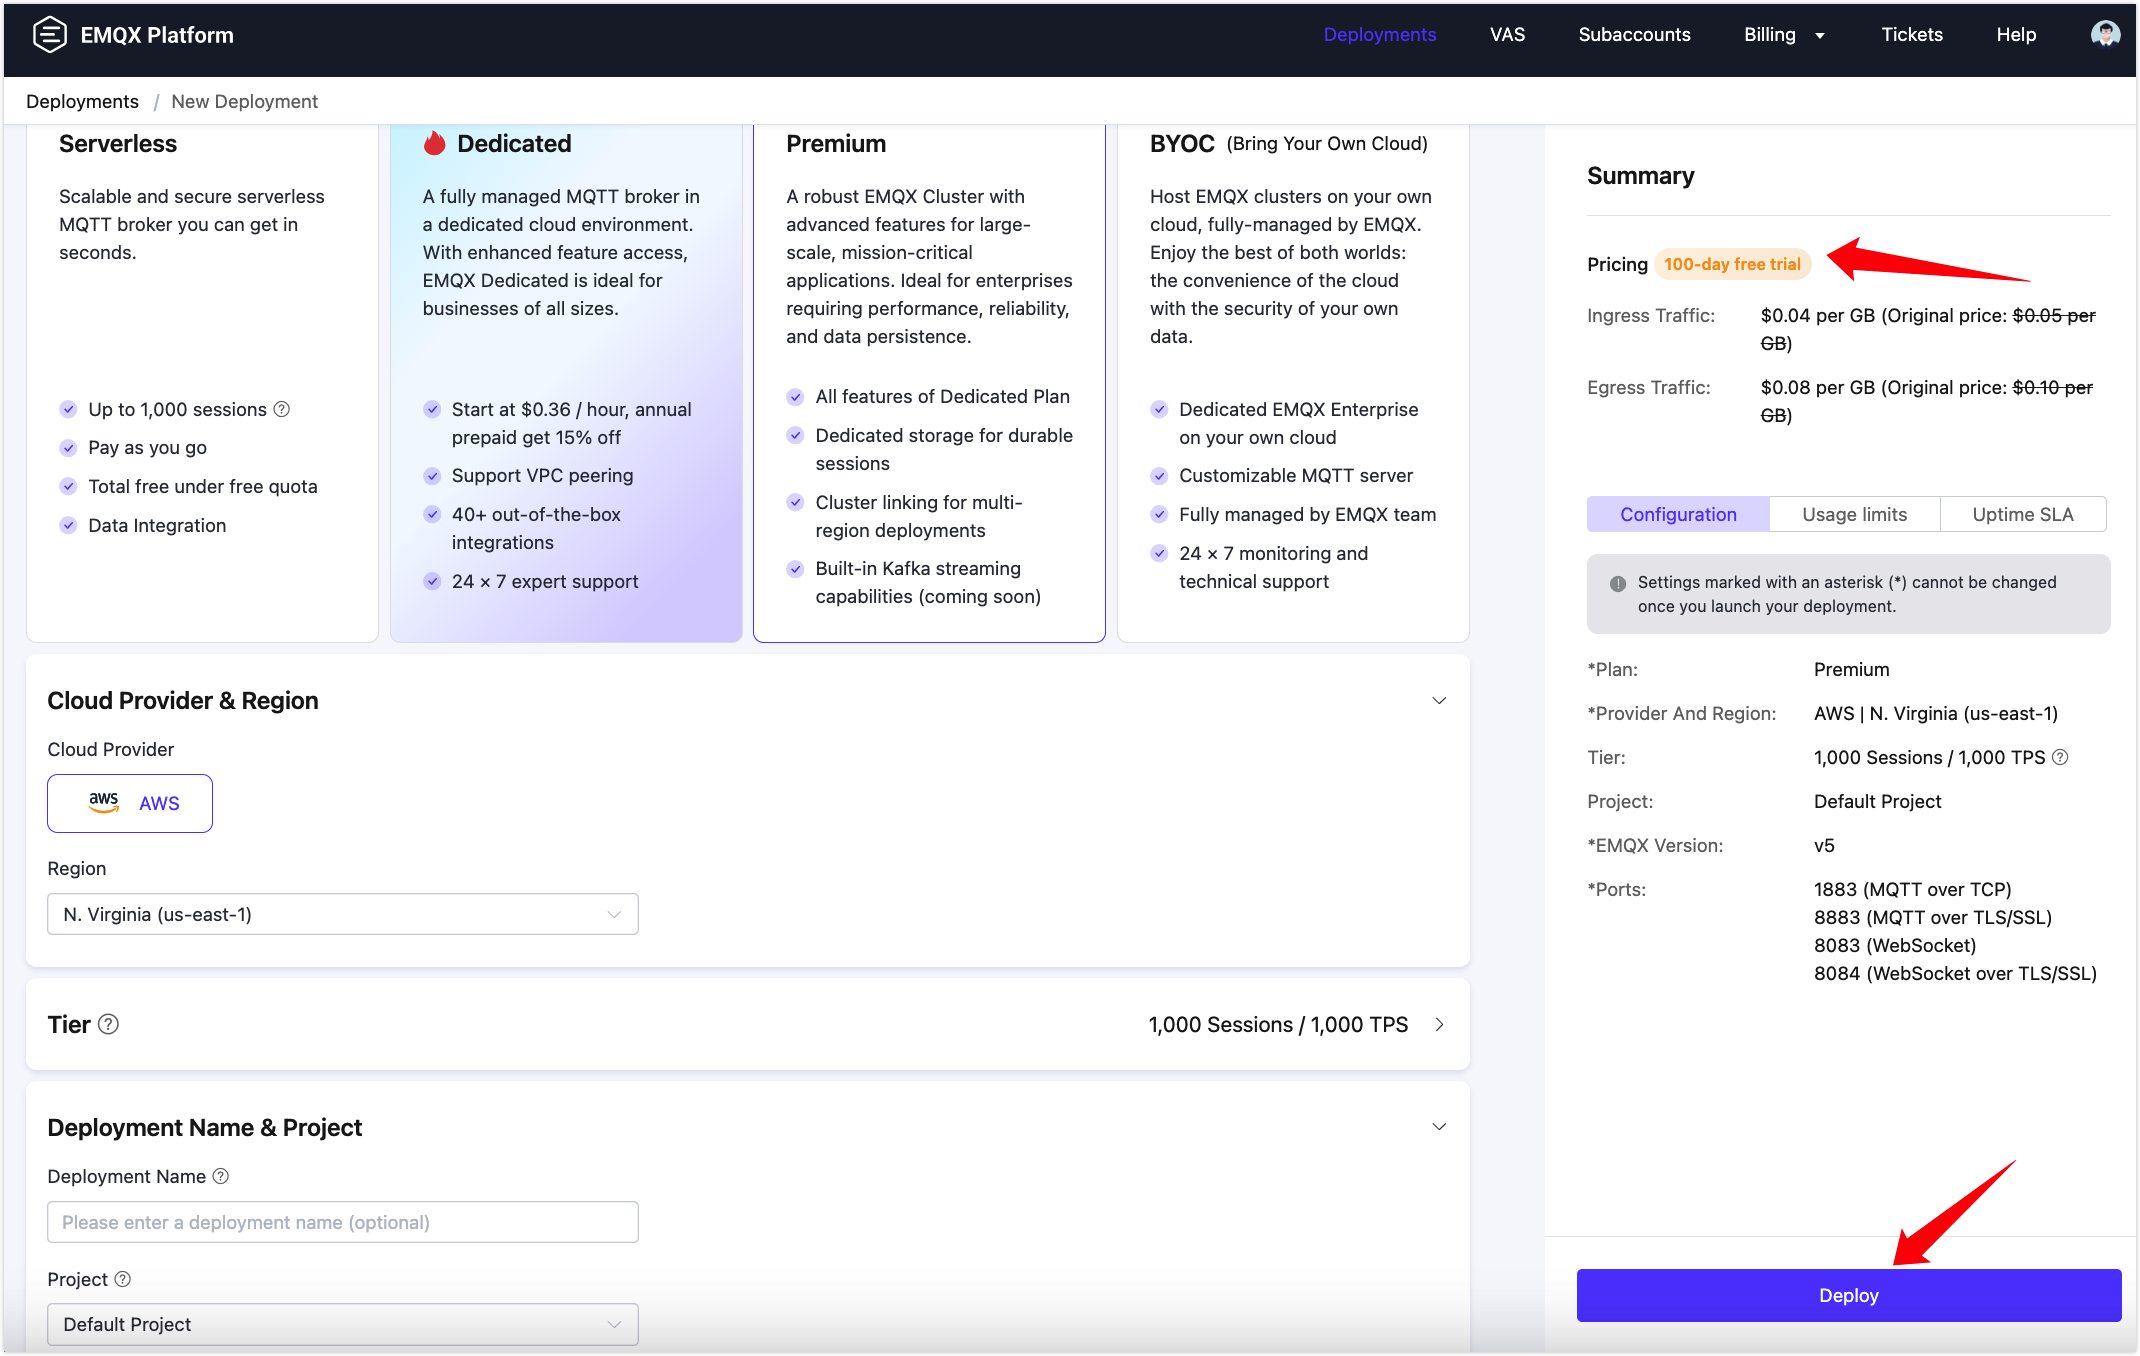 EMQX Platform
Deployments
VAS
Subaccounts
Billing
Tickets
Help
Deployments / New Deployment
Serverless
Scalable and secure serverless
MQTT broker you can get in
seconds.
Up to 1,000 sessions
Pay as you go
Total free under free quota
Data Integration
Dedicated
A fully managed MQTT broker in
a dedicated cloud environment.
With enhanced feature access,
EMQX Dedicated is ideal for
businesses of all sizes.
Start at $0.36 / hour, annual
prepaid get 15% off
Support VPC peering
40+ out-of-the-box
integrations
24 × 7 expert support
Premium
A robust EMQX Cluster with
advanced features for large-
scale, mission-critical
applications. Ideal for enterprises
requiring performance, reliability,
and data persistence.
All features of Dedicated Plan
Dedicated storage for durable
sessions
Cluster linking for multi-
region deployments
Built-in Kafka streaming
capabilities (coming soon)
BYOC (Bring Your Own Cloud)
Host EMQX clusters on your own
cloud, fully-managed by EMQX.
Enjoy the best of both worlds:
the convenience of the cloud
with the security of your own
data.
Dedicated EMQX Enterprise
on your own cloud
Customizable MQTT server
Fully managed by EMQX team
24 × 7 monitoring and
technical support
Cloud Provider & Region
Cloud Provider
aws AWS
Region
N. Virginia (us-east-1)
Tier
1,000 Sessions / 1,000 TPS
Deployment Name & Project
Deployment Name
Please enter a deployment name (optional)
Project
Default Project
Summary
Pricing 100-day free trial
Ingress Traffic: $0.04 per GB (Original price: $0.05 per
GB)
Egress Traffic: $0.08 per GB (Original price: $0.10 per
GB)
Configuration
Usage limits
Uptime SLA
Settings marked with an asterisk (*) cannot be changed
once you launch your deployment.
*Plan: Premium
*Provider And Region: AWS | N. Virginia (us-east-1)
Tier: 1,000 Sessions / 1,000 TPS
Project: Default Project
*EMQX Version: v5
*Ports: 1883 (MQTT over TCP)
8883 (MQTT over TLS/SSL)
8083 (WebSocket)
8084 (WebSocket over TLS/SSL)
Deploy